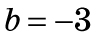 b = –3